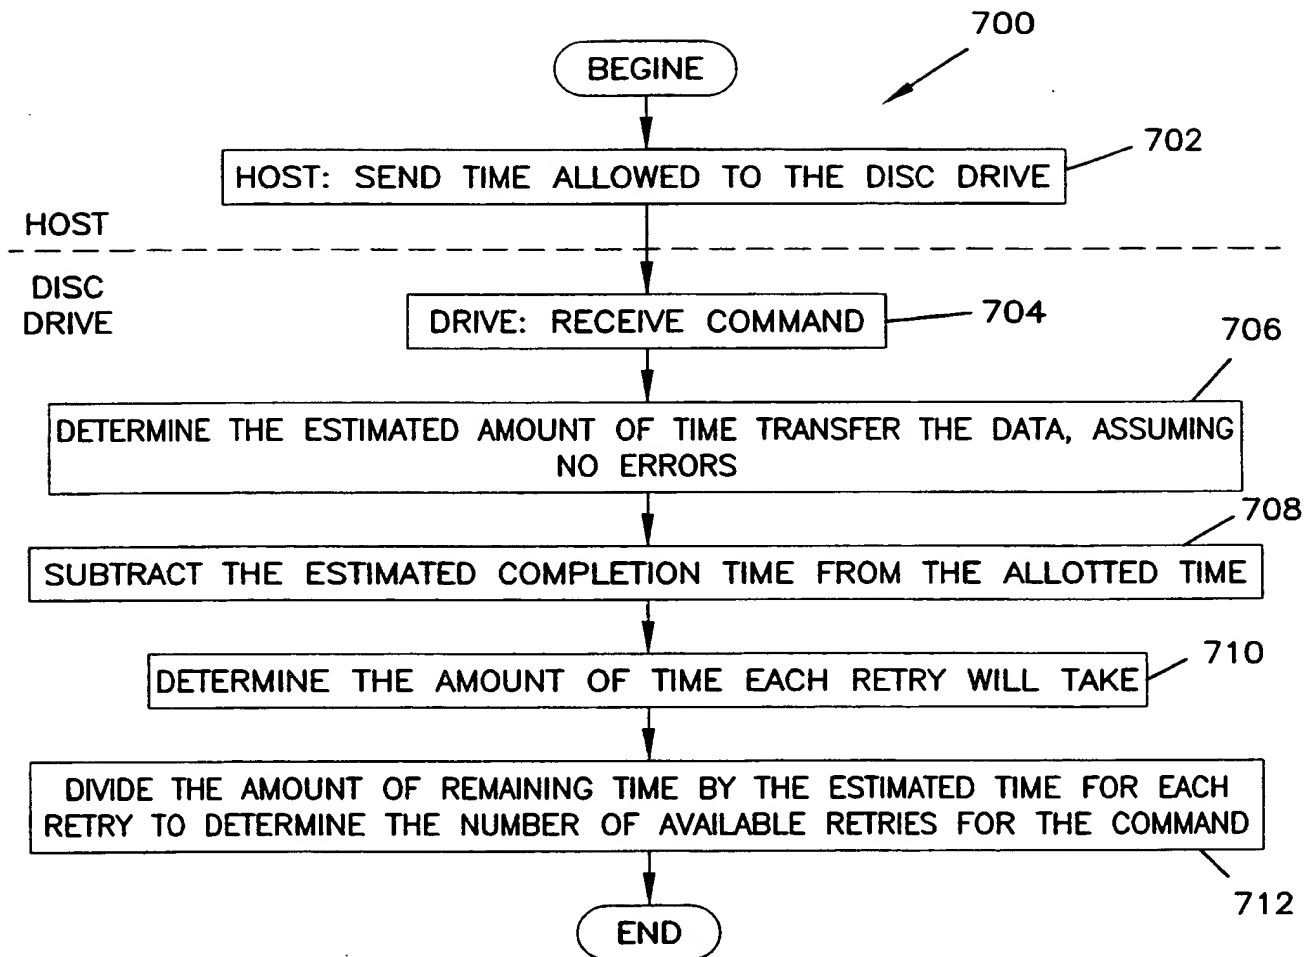 700
BEGINE
702
HOST: SEND TIME ALLOWED TO THE DISC DRIVE
HOST
DISC
DRIVE
DRIVE: RECEIVE COMMAND
704
706
DETERMINE THE ESTIMATED AMOUNT OF TIME TRANSFER THE DATA, ASSUMING
NO ERRORS
708
SUBTRACT THE ESTIMATED COMPLETION TIME FROM THE ALLOTTED TIME
710
DETERMINE THE AMOUNT OF TIME EACH RETRY WILL TAKE
DIVIDE THE AMOUNT OF REMAINING TIME BY THE ESTIMATED TIME FOR EACH
RETRY TO DETERMINE THE NUMBER OF AVAILABLE RETRIES FOR THE COMMAND
712
END